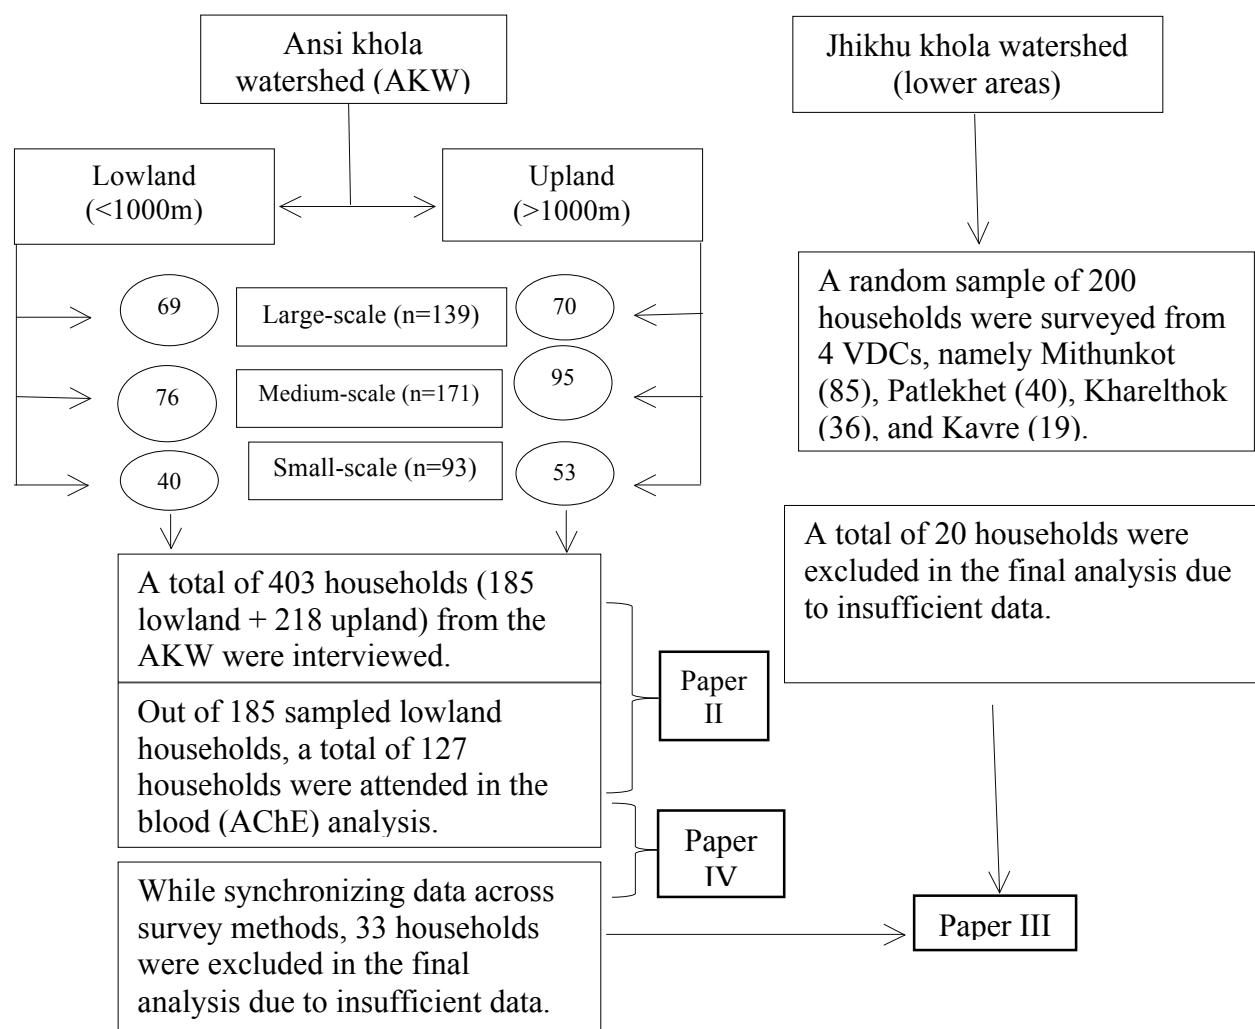 Ansi khola
watershed (AKW)
Jhikhu khola watershed
(lower areas)
Lowland
(<1000m)
Upland
(>1000m)
69
Large-scale (n=139)
70
76
Medium-scale (n=171)
95
40
Small-scale (n=93)
53
A random sample of 200
households were surveyed from
4 VDCs, namely Mithunkot
(85), Patlekhet (40), Kharelthok
(36), and Kavre (19).
A total of 403 households (185
lowland + 218 upland) from the
AKW were interviewed.
Out of 185 sampled lowland
households, a total of 127
households were attended in the
blood (AChE) analysis.
While synchronizing data across
survey methods, 33 households
were excluded in the final
analysis due to insufficient data.
Paper
II
Paper
IV
A total of 20 households were
excluded in the final analysis due
to insufficient data.
Paper III